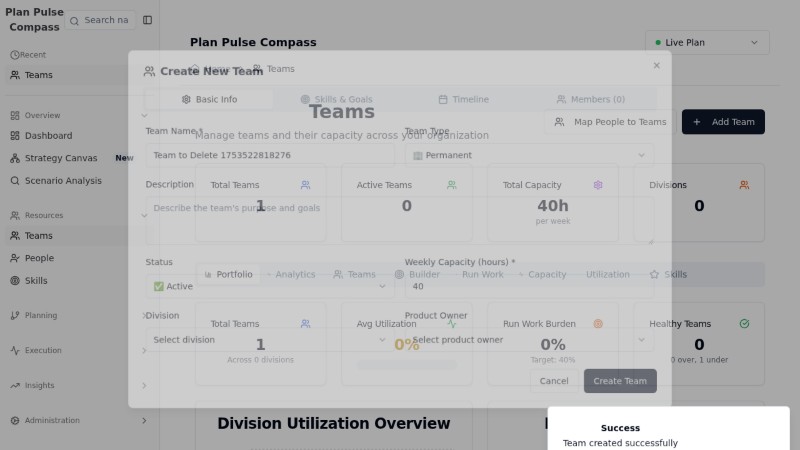 Plan Pulse
Compass
Search na
Recent
Teams
Overview
Dashboard
Strategy Canvas New
Scenario Analysis
Resources
Teams
People
Skills
Planning
Execution
Insights
Administration
Plan Pulse Compass
Live Plan
Teams
Teams
Manage teams and their capacity across your organization
Map People to Teams
Add Team
Total Teams
1
Active Teams
0
Total Capacity
40h
per week
Divisions
0
Portfolio
Analytics
Teams
Builder
Run Work
Capacity
Utilization
Skills
Total Teams
1
Across 0 divisions
Avg Utilization
0%
Run Work Burden
0%
Target: 40%
Healthy Teams
0
0 over, 1 under
Division Utilization Overview
Create New Team
Basic Info
Skills & Goals
Timeline
Members (0)
Team Name *
Team to Delete 1753522818276
Team Type
Permanent
Description
Describe the team's purpose and goals
Status
Active
Weekly Capacity (hours) *
40
Division
Select division
Product Owner
Select product owner
Cancel
Create Team
Success
Team created successfully